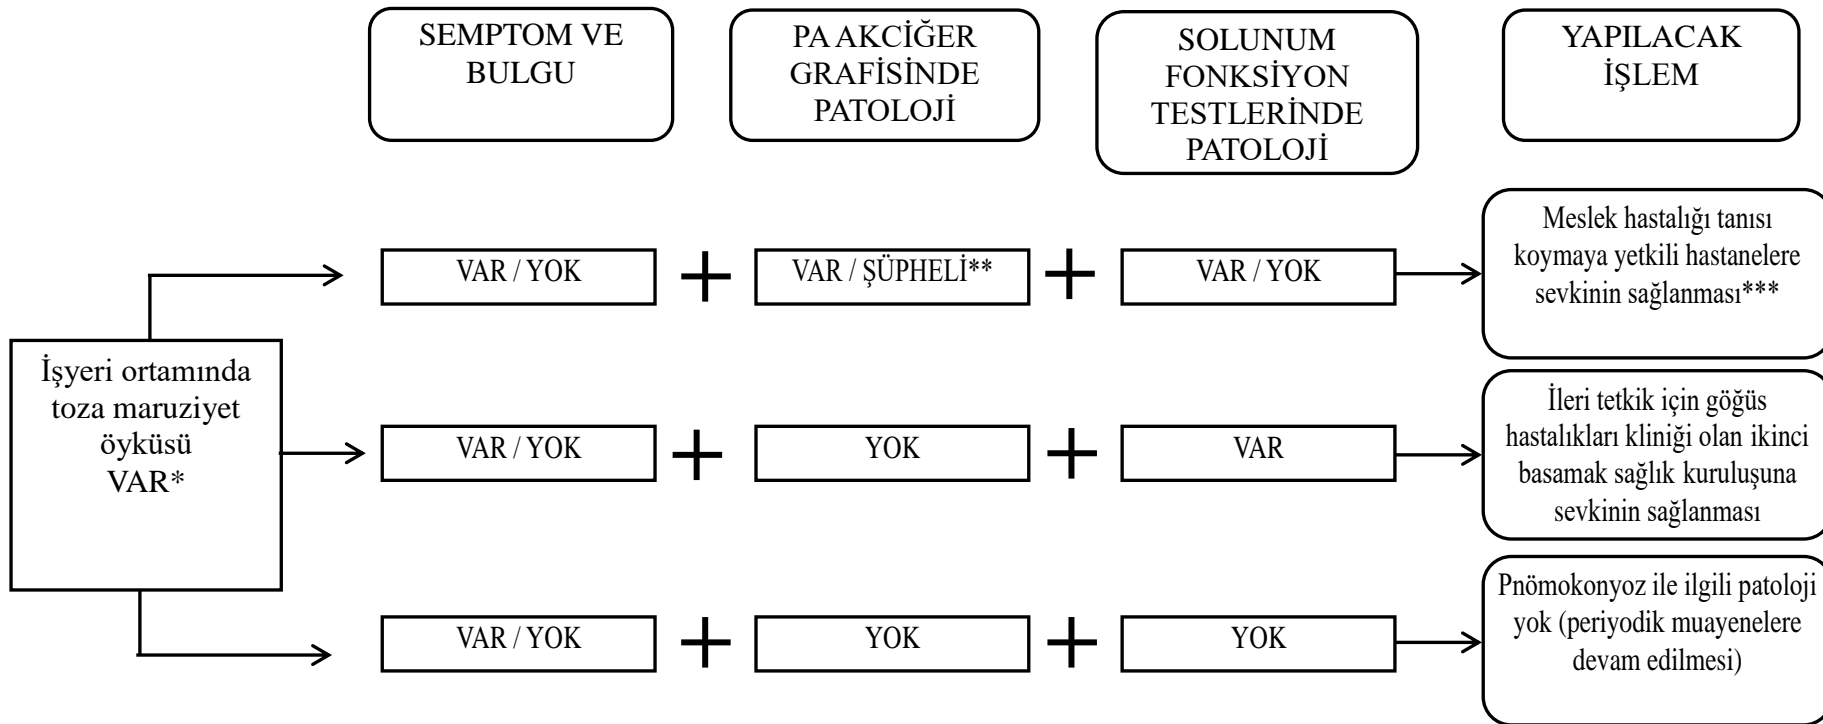 SEMPTOM VE
BULGU
PA AKCİĞER
GRAFİSİNDE
PATOLOJİ
SOLUNUM
FONKSİYON
TESTLERİNDE
PATOLOJİ
YAPILACAK
İŞLEM
İşyeri ortamında
toza maruziyet
öyküsü
VAR*
VAR / YOK
VAR / ŞÜPHELİ**
VAR / YOK
Meslek hastalığı tanısı
koymaya yetkili hastanelere
sevkinin sağlanması***
VAR / YOK
YOK
VAR
İleri tetkik için göğüs
hastalıkları kliniği olan ikinci
basamak sağlık kuruluşuna
sevkinin sağlanması
VAR / YOK
YOK
YOK
Pnömokonyoz ile ilgili patoloji
yok (periyodik muayenelere
devam edilmesi)